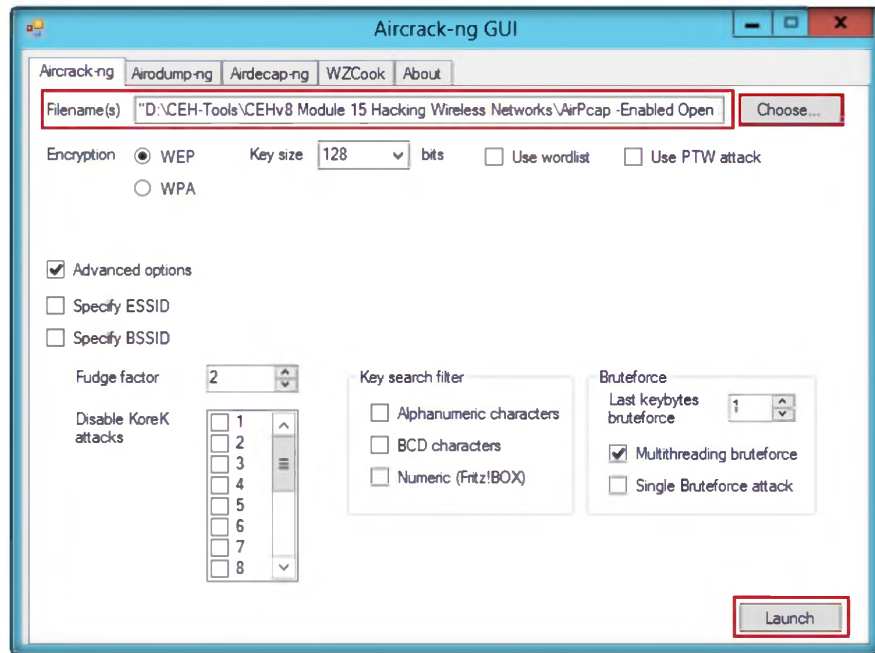 Aircrack-ng GUI
Aircrack-ng Airodump-ng Airdecap-ng WZCook About
Filename(s) "D:\CEH-Tools\CEHv8 Module 15 Hacking Wireless Networks\AirPcap -Enabled Open Choose...
Encryption WEP Key size 128 bits Use wordlist Use PTW attack
WPA
Advanced options
Specify ESSID
Specify BSSID
Fudge factor 2
Disable KoreK attacks
1
2
3
4
5
6
7
8
Key search filter
Alphanumeric characters
BCD characters
Numeric (Fritz!BOX)
Bruteforce
Last keybytes
bruteforce 1
Multithreading bruteforce
Single Bruteforce attack
Launch